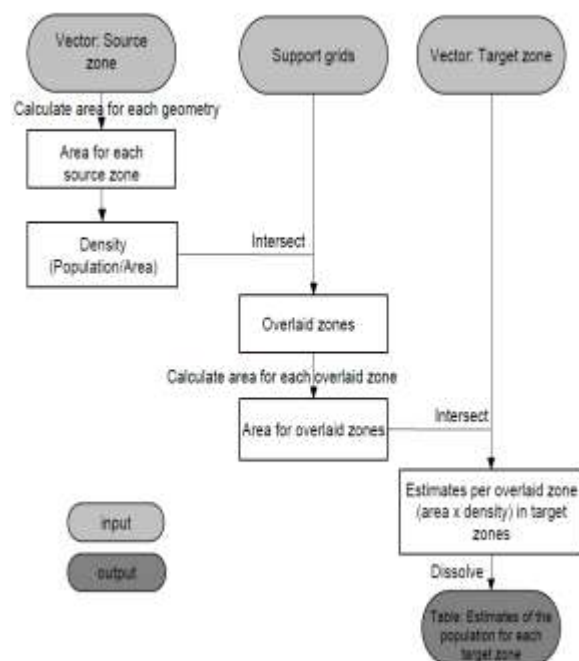 Vector: Source
zone
Support grids
Vector: Target zone
Calculate area for each geometry
Area for each
source zone
Density
(Population/Area)
Intersect
Overlaid zones
Calculate area for each overlaid zone
Area for overlaid zones
Intersect
Estimates per overlaid zone
(area x density) in target
zones
input
output
Dissolve
Table: Estimates of the
population for each
target zone